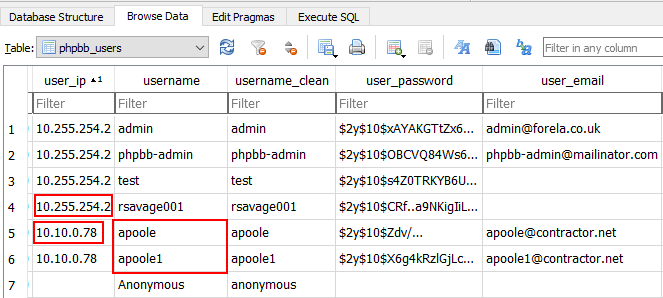 Database Structure Browse Data Edit Pragmas Execute SQL
Table: phpbb_users Filter in any column
user_ip 1 username username_clean user_password user_email
Filter Filter Filter Filter Filter
1 10.255.254.2 admin admin $2y$10$xAYAKGTtZx6... admin@forela.co.uk
2 10.255.254.2 phpbb-admin phpbb-admin $2y$10$OBCVQ84Ws6... phpbb-admin@mailinator.com
3 10.255.254.2 test test $2y$10$s4Z0TRKYB6U...
4 10.255.254.2 rsavage001 rsavage001 $2y$10$CRf..a9NKigIiL...
5 10.10.0.78 apoole apoole $2y$10$Zdv/... apoole@contractor.net
6 10.10.0.78 apoole1 apoole1 $2y$10$X6g4kRzlGjLc... apoole1@contractor.net
7 Anonymous anonymous